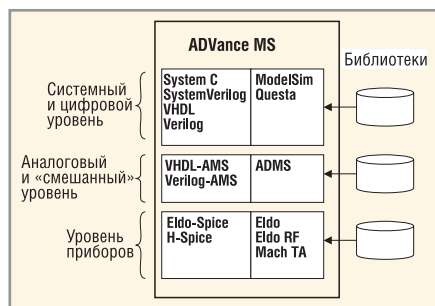 ADVance MS
Библиотеки
Системный
и цифровой
уровень
System C
SystemVerilog
VHDL
Verilog
ModelSim
Questa
Аналоговый
и «смешанный»
уровень
VHDL-AMS
Verilog-AMS
ADMS
Уровень
приборов
Eldo-Spice
H-Spice
Eldo
Eldo RF
Mach TA